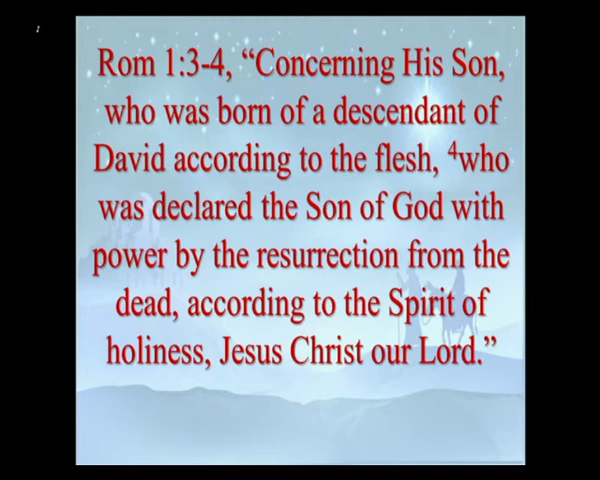 Rom 1:3-4, “Concerning His Son,
who was born of a descendant of
David according to the flesh, ⁴who
was declared the Son of God with
power by the resurrection from the
dead, according to the Spirit of
holiness, Jesus Christ our Lord.”